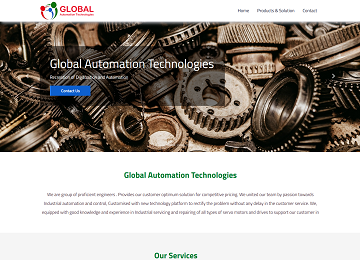 GLOBAL
Automation Technologies
Home
Products & Solution
Contact
Global Automation Technologies
Recreation of Distribution and Automation
Contact Us
Global Automation Technologies
We are group of proficient engineers . Provides our customer optimum solution for competitive pricing. We united our team by passion towards
Industrial automation and control. Customised with new technology platform to rectify the problem without any delay in the customer service. We,
equipped with good knowledge and experience in Industrial servicing and repairing of all types of servo motors and drives to support our customer in
Our Services